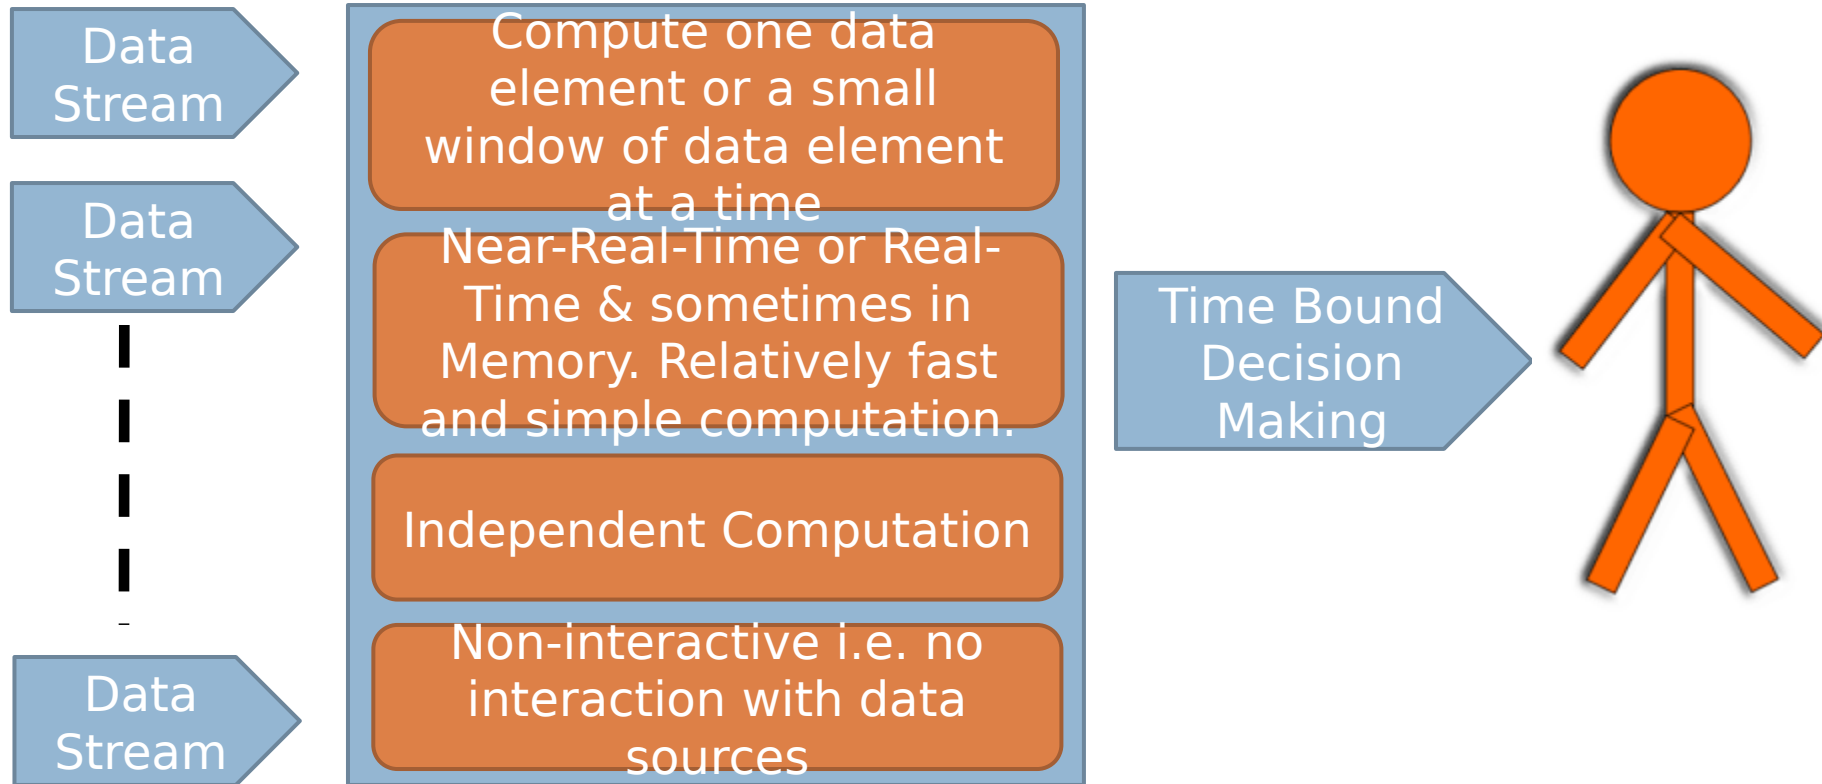 Data
Stream
Data
Stream
Data
Stream
Compute one data
element or a small
window of data element
at a time
Near-Real-Time or Real-
Time & sometimes in
Memory. Relatively fast
and simple computation.
Independent Computation
Non-interactive i.e. no
interaction with data
sources
Time Bound
Decision
Making